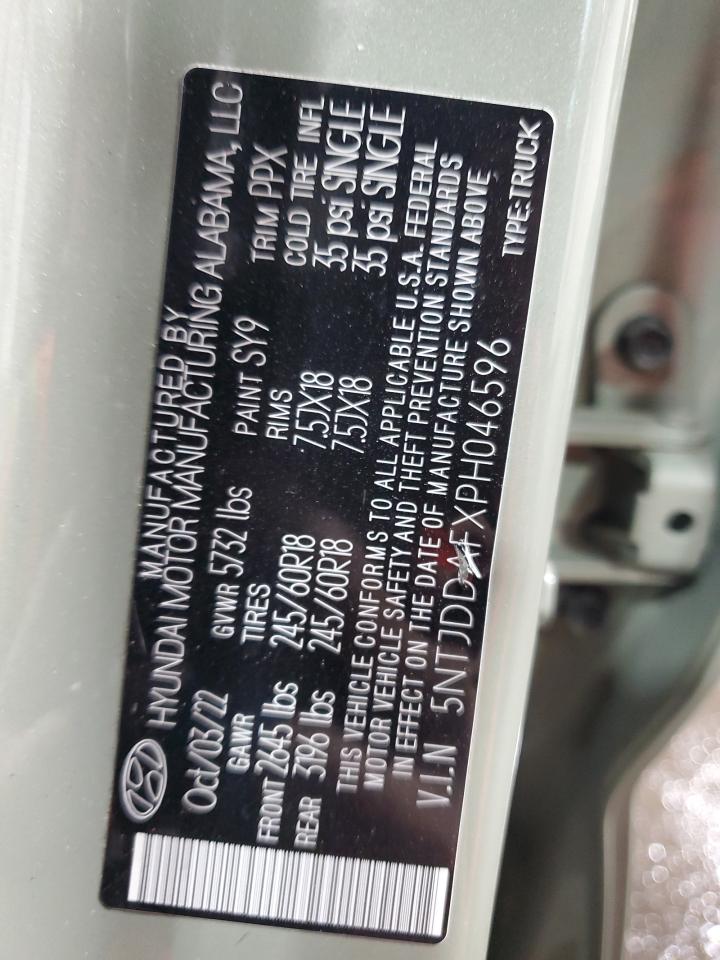 MANUFACTURED BY
HYUNDAI MOTOR MANUFACTURING ALABAMA, LLC
Oct/03/22 GVWR 5732 lbs PAINT SY9 TRIM PPX
GAWR TIRES RIMS COLD TIRE INFL
FRONT 2645 lbs 245/60R18 7.5JX18 35 psi SINGLE
REAR 3196 lbs 245/60R18 7.5JX18 35 psi SINGLE
THIS VEHICLE CONFORMS TO ALL APPLICABLE U.S.A. FEDERAL
MOTOR VEHICLE SAFETY AND THEFT PREVENTION STANDARDS
IN EFFECT ON THE DATE OF MANUFACTURE SHOWN ABOVE
V.I.N 5NTJDDAFXPH046596 TYPE:TRUCK